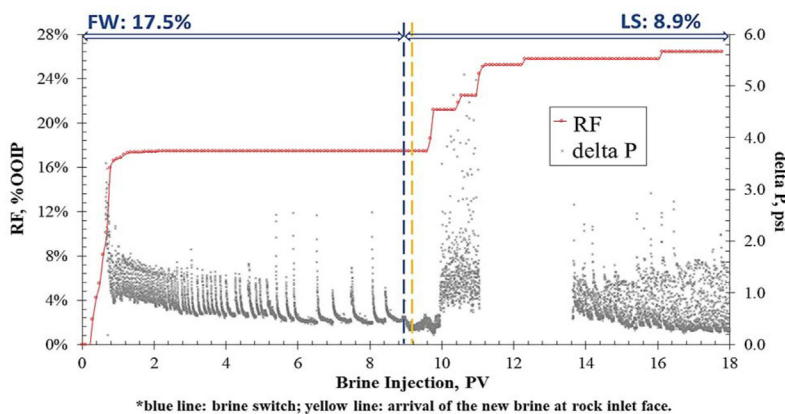 FW: 17.5%
LS: 8.9%
28%
24%
20%
16%
12%
8%
4%
0%
RF, %OOIP
6.0
5.0
4.0
3.0
2.0
1.0
0.0
delta P, psi
RF
delta P
0 2 4 6 8 10 12 14 16 18
Brine Injection, PV
*blue line: brine switch; yellow line: arrival of the new brine at rock inlet face.